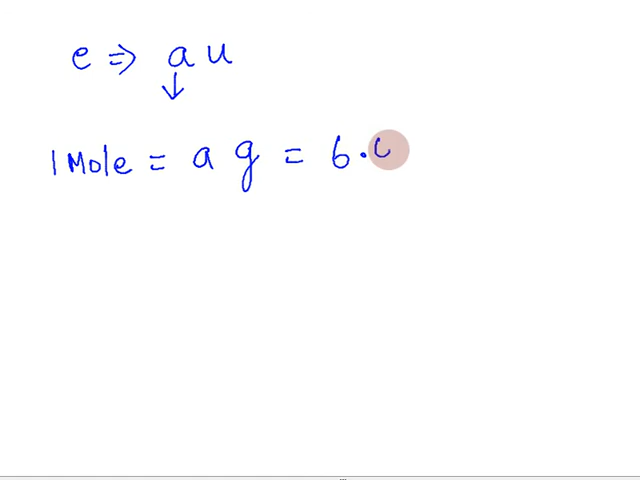 e ⇒ a u
↓
1 Mole = a g = 6.